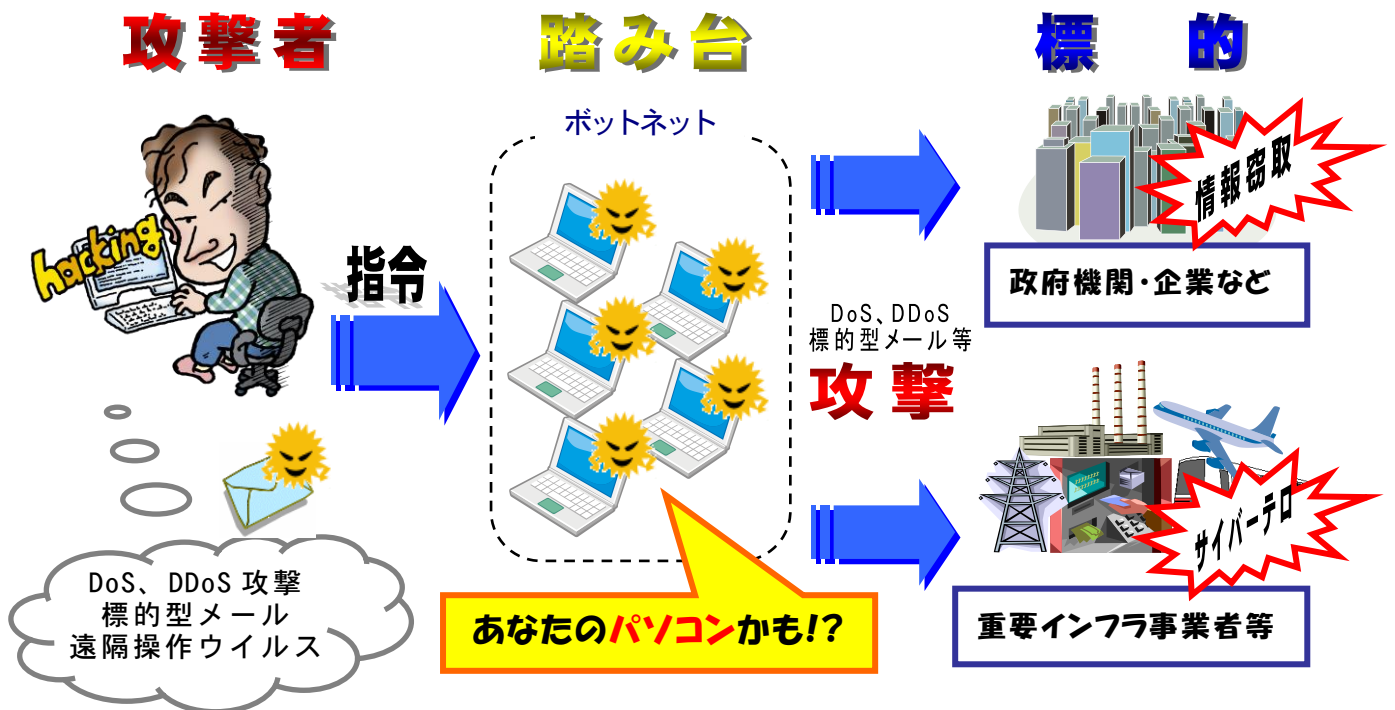 攻撃者
踏み台
標的
ボットネット
hacking
指令
情報窃取
政府機関・企業など
DoS、DDoS
標的型メール等
攻撃
サイバーテロ
重要インフラ事業者等
DoS、DDoS 攻撃
標的型メール
遠隔操作ウイルス
あなたのパソコンかも!?